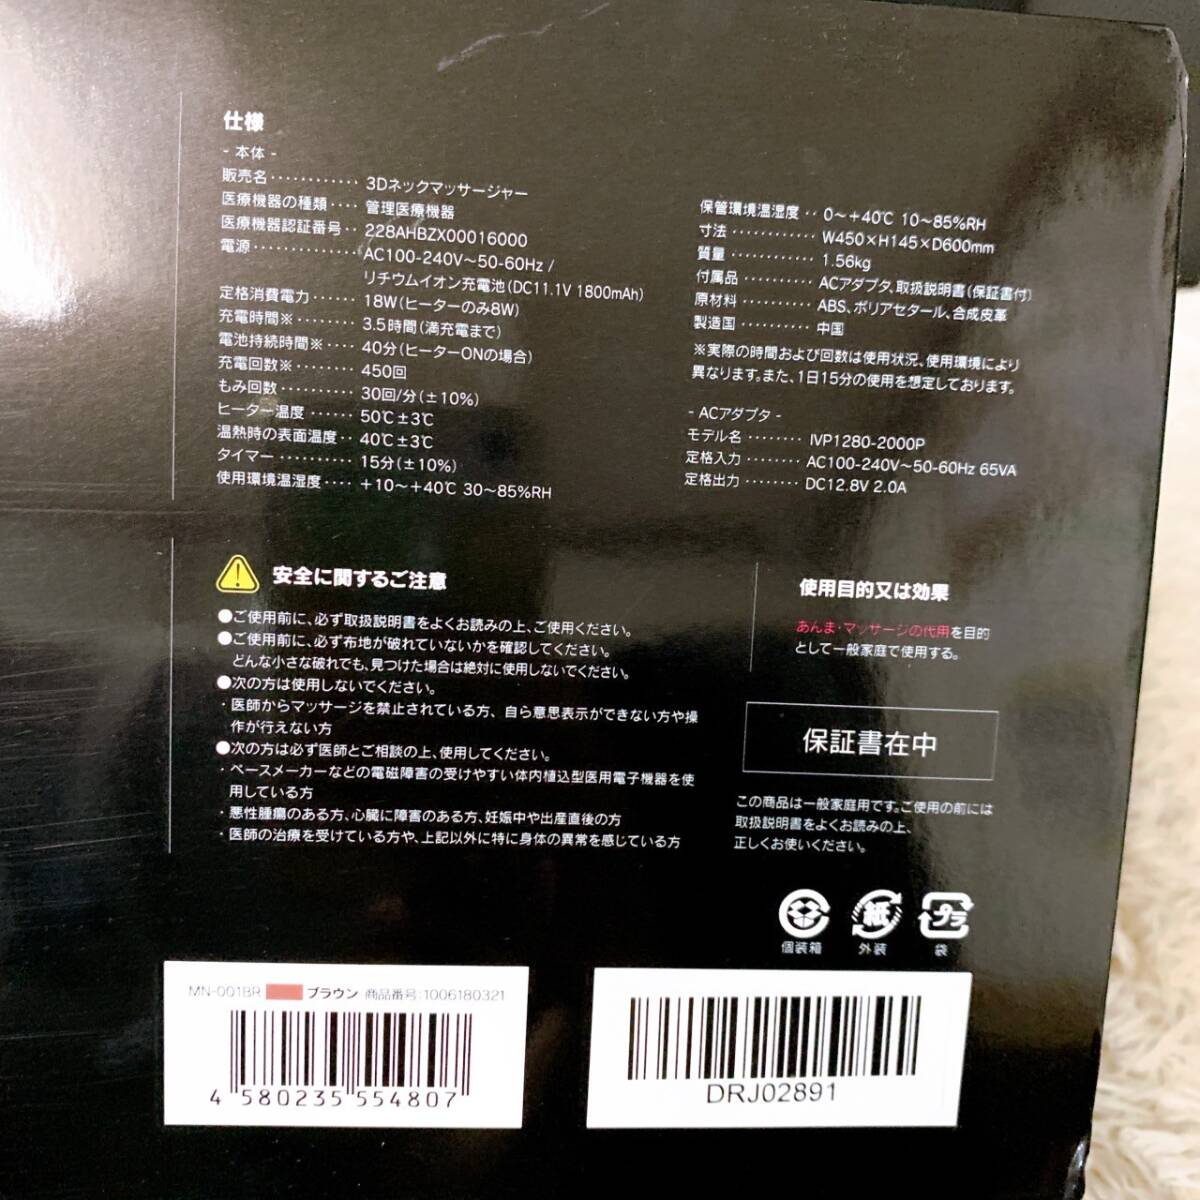 仕様
- 本体 -
販売名············ 3Dネックマッサージャー
医療機器の種類···· 管理医療機器
医療機器認証番号·· 228AHBZX00016000
電源·············· AC100-240V～50-60Hz /
リチウムイオン充電池(DC11.1V 1800mAh)
定格消費電力······ 18W(ヒーターのみ8W)
充電時間※········ 3.5時間(満充電まで)
電池持続時間※···· 40分(ヒーターONの場合)
充電回数※········ 450回
もみ回数·········· 30回/分(±10%)
ヒーター温度······ 50℃±3℃
温熱時の表面温度·· 40℃±3℃
タイマー·········· 15分(±10%)
使用環境温湿度···· +10～+40℃ 30～85%RH
保管環境温湿度·· 0～+40℃ 10～85%RH
寸法············ W450×H145×D600mm
質量············ 1.56kg
付属品·········· ACアダプタ、取扱説明書(保証書付)
原材料·········· ABS、ポリアセタール、合成皮革
製造国·········· 中国
※実際の時間および回数は使用状況、使用環境により
異なります。また、1日15分の使用を想定しております。
- ACアダプタ -
モデル名········ IVP1280-2000P
定格入力········ AC100-240V～50-60Hz 65VA
定格出力········ DC12.8V 2.0A
安全に関するご注意
●ご使用前に、必ず取扱説明書をよくお読みの上、ご使用ください。
●ご使用前に、必ず布地が破れていないかを確認してください。
どんな小さな破れでも、見つけた場合は絶対に使用しないでください。
●次の方は使用しないでください。
・医師からマッサージを禁止されている方、自ら意思表示ができない方や操
作が行えない方
●次の方は必ず医師とご相談の上、使用してください。
・ペースメーカーなどの電磁障害の受けやすい体内植込型医用電子機器を使
用している方
・悪性腫瘍のある方、心臓に障害のある方、妊娠中や出産直後の方
・医師の治療を受けている方や、上記以外に特に身体の異常を感じている方
使用目的又は効果
あんま・マッサージの代用を目的
として一般家庭で使用する。
保証書在中
この商品は一般家庭用です。ご使用の前には
取扱説明書をよくお読みの上、
正しくお使いください。
紙 プラ
個装箱 外装 袋
MN-001BR ブラウン 商品番号:1006180321
4 580235 554807
DRJ02891